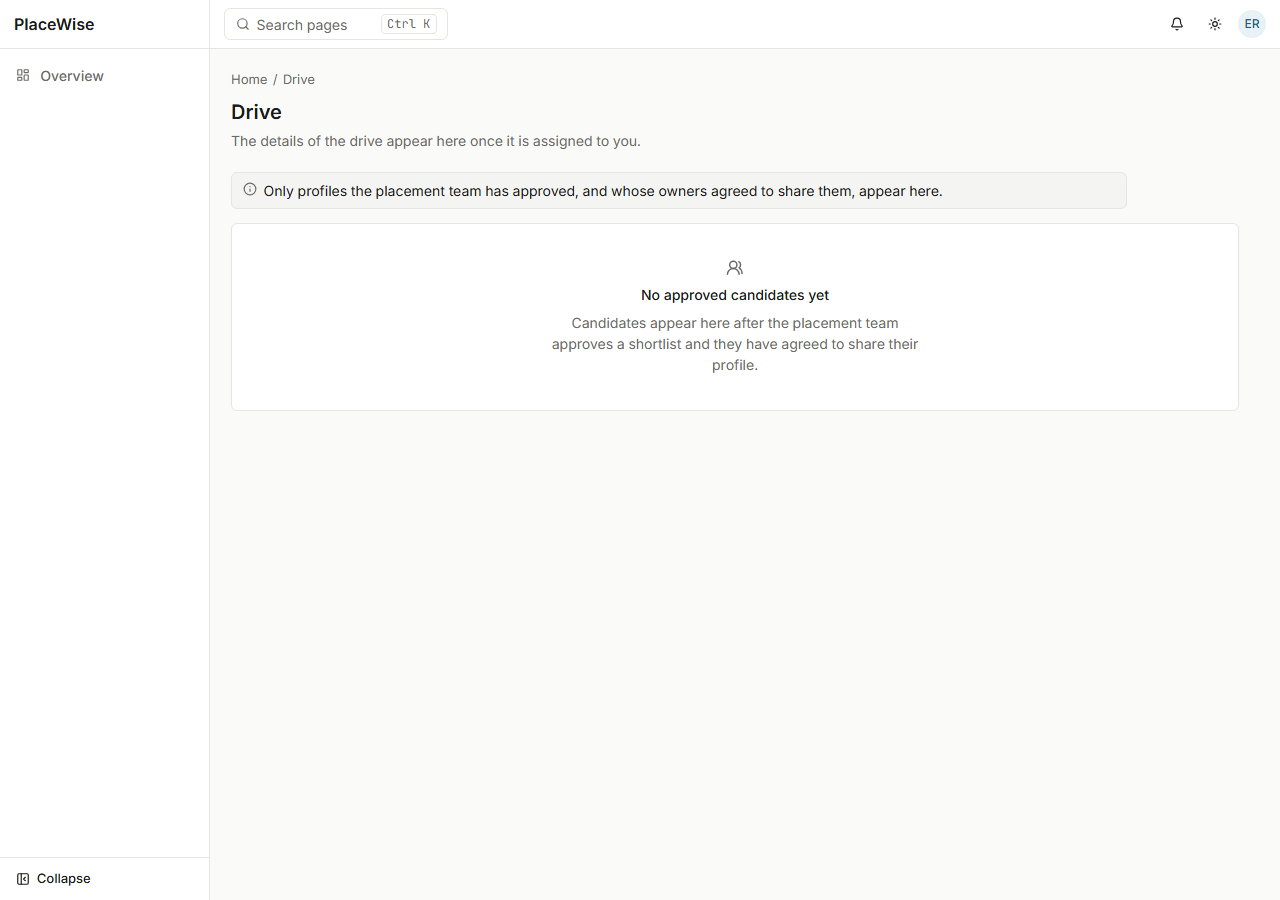 PlaceWise
Search pages
Ctrl K
ER
Overview
Home / Drive
Drive
The details of the drive appear here once it is assigned to you.
Only profiles the placement team has approved, and whose owners agreed to share them, appear here.
No approved candidates yet
Candidates appear here after the placement team
approves a shortlist and they have agreed to share their
profile.
Collapse